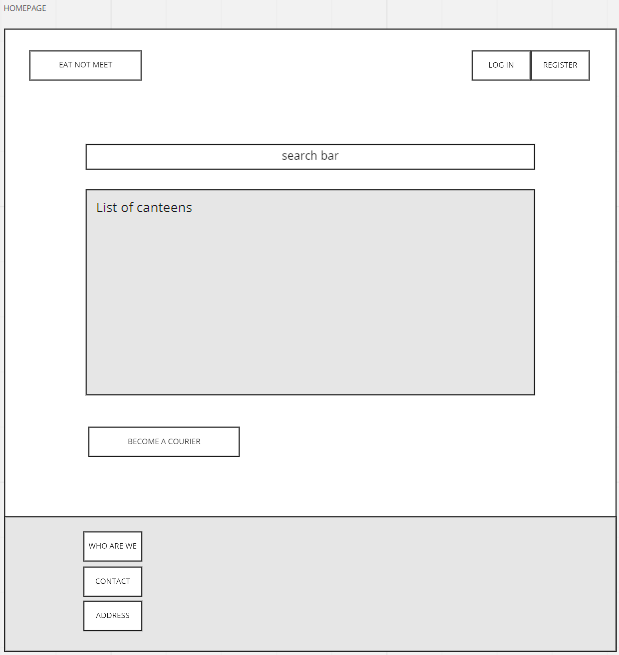 HOMEPAGE
EAT NOT MEET
LOG IN
REGISTER
search bar
List of canteens
BECOME A COURIER
WHO ARE WE
CONTACT
ADDRESS